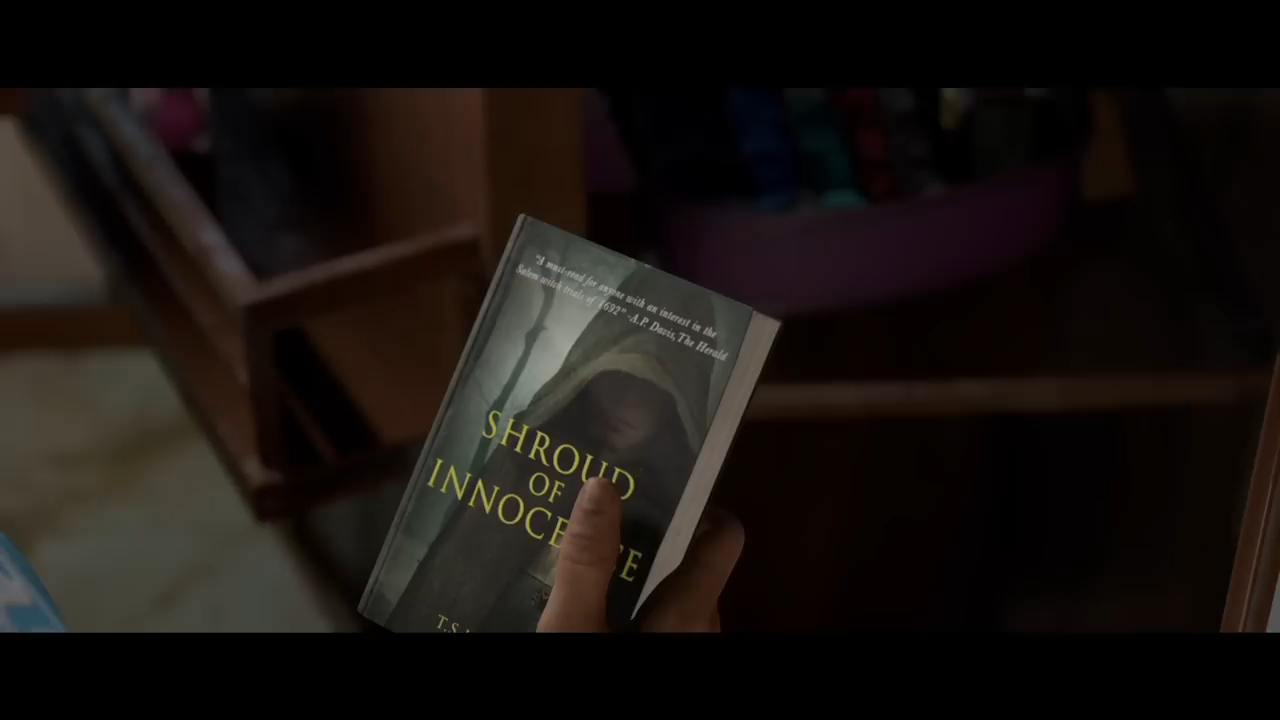 "A must-read for anyone with an interest in the
Salem witch trials of 1692" -A.P. Davis, The Herald
SHROUD
OF
INNOCE CE
T.S.